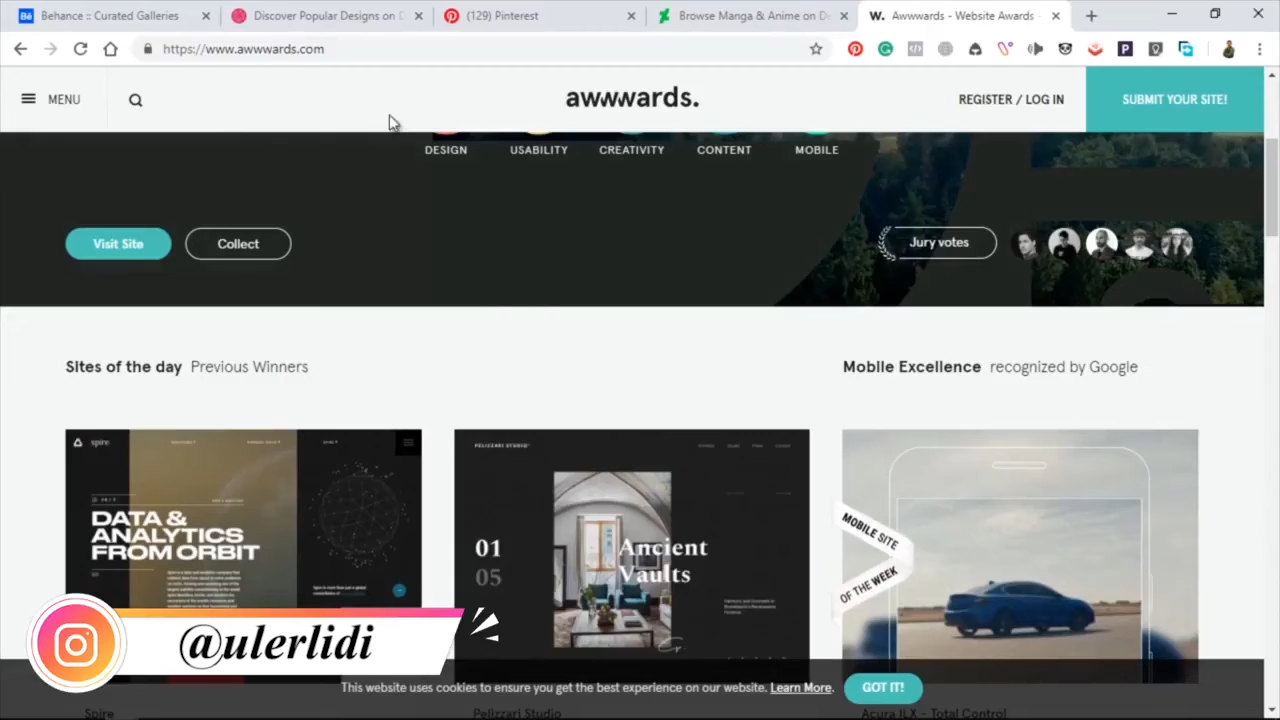 Behance :: Curated Galleries
Discover Popular Designs on D
(129) Pinterest
Browse Manga & Anime on De
W. Awwwards - Website Awards -
https://www.awwwards.com
MENU
awwwards.
REGISTER / LOG IN
SUBMIT YOUR SITE!
DESIGN
USABILITY
CREATIVITY
CONTENT
MOBILE
Visit Site
Collect
Jury votes
Sites of the day Previous Winners
Mobile Excellence recognized by Google
spire
DATA &
ANALYTICS
FROM ORBIT
PELIZZARI STUDIO
01
05
Ancient
Vaults
MOBILE SITE
OF THE WEEK
@ulerlidi
This website uses cookies to ensure you get the best experience on our website. Learn More.
GOT IT!
Spire
Pelizzari Studio
Acura ILX - Total Control